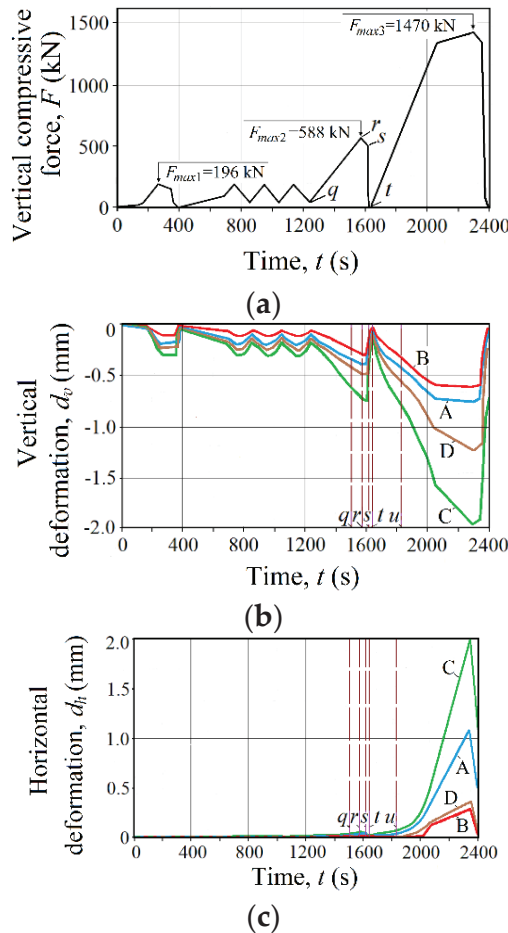 Vertical compressive
force, F (kN)
1500
1000
500
0
F_max1=196 kN
F_max2=588 kN
F_max3=1470 kN
q
r
s
t
0 400 800 1200 1600 2000 2400
Time, t (s)
(a)
Vertical
deformation, d_v (mm)
0
-0.5
-1.0
-1.5
-2.0
B
A
D
C
q r s t u
0 400 800 1200 1600 2000 2400
Time, t (s)
(b)
Horizontal
deformation, d_h (mm)
2.0
1.5
1.0
0.5
0
C
A
D
B
q r s t u
0 400 800 1200 1600 2000 2400
Time, t (s)
(c)